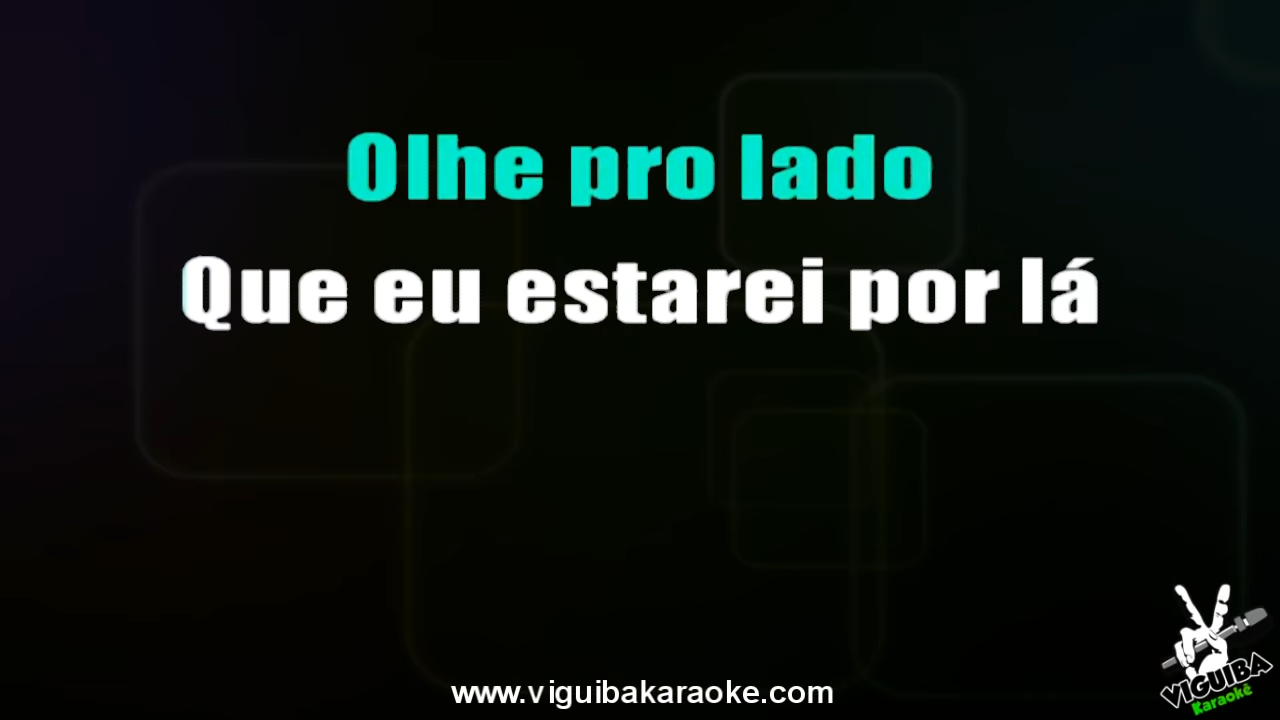 Olhe pro lado
Que eu estarei por lá
www.viguibakaraoke.com
VIGUIBA
Karaokê